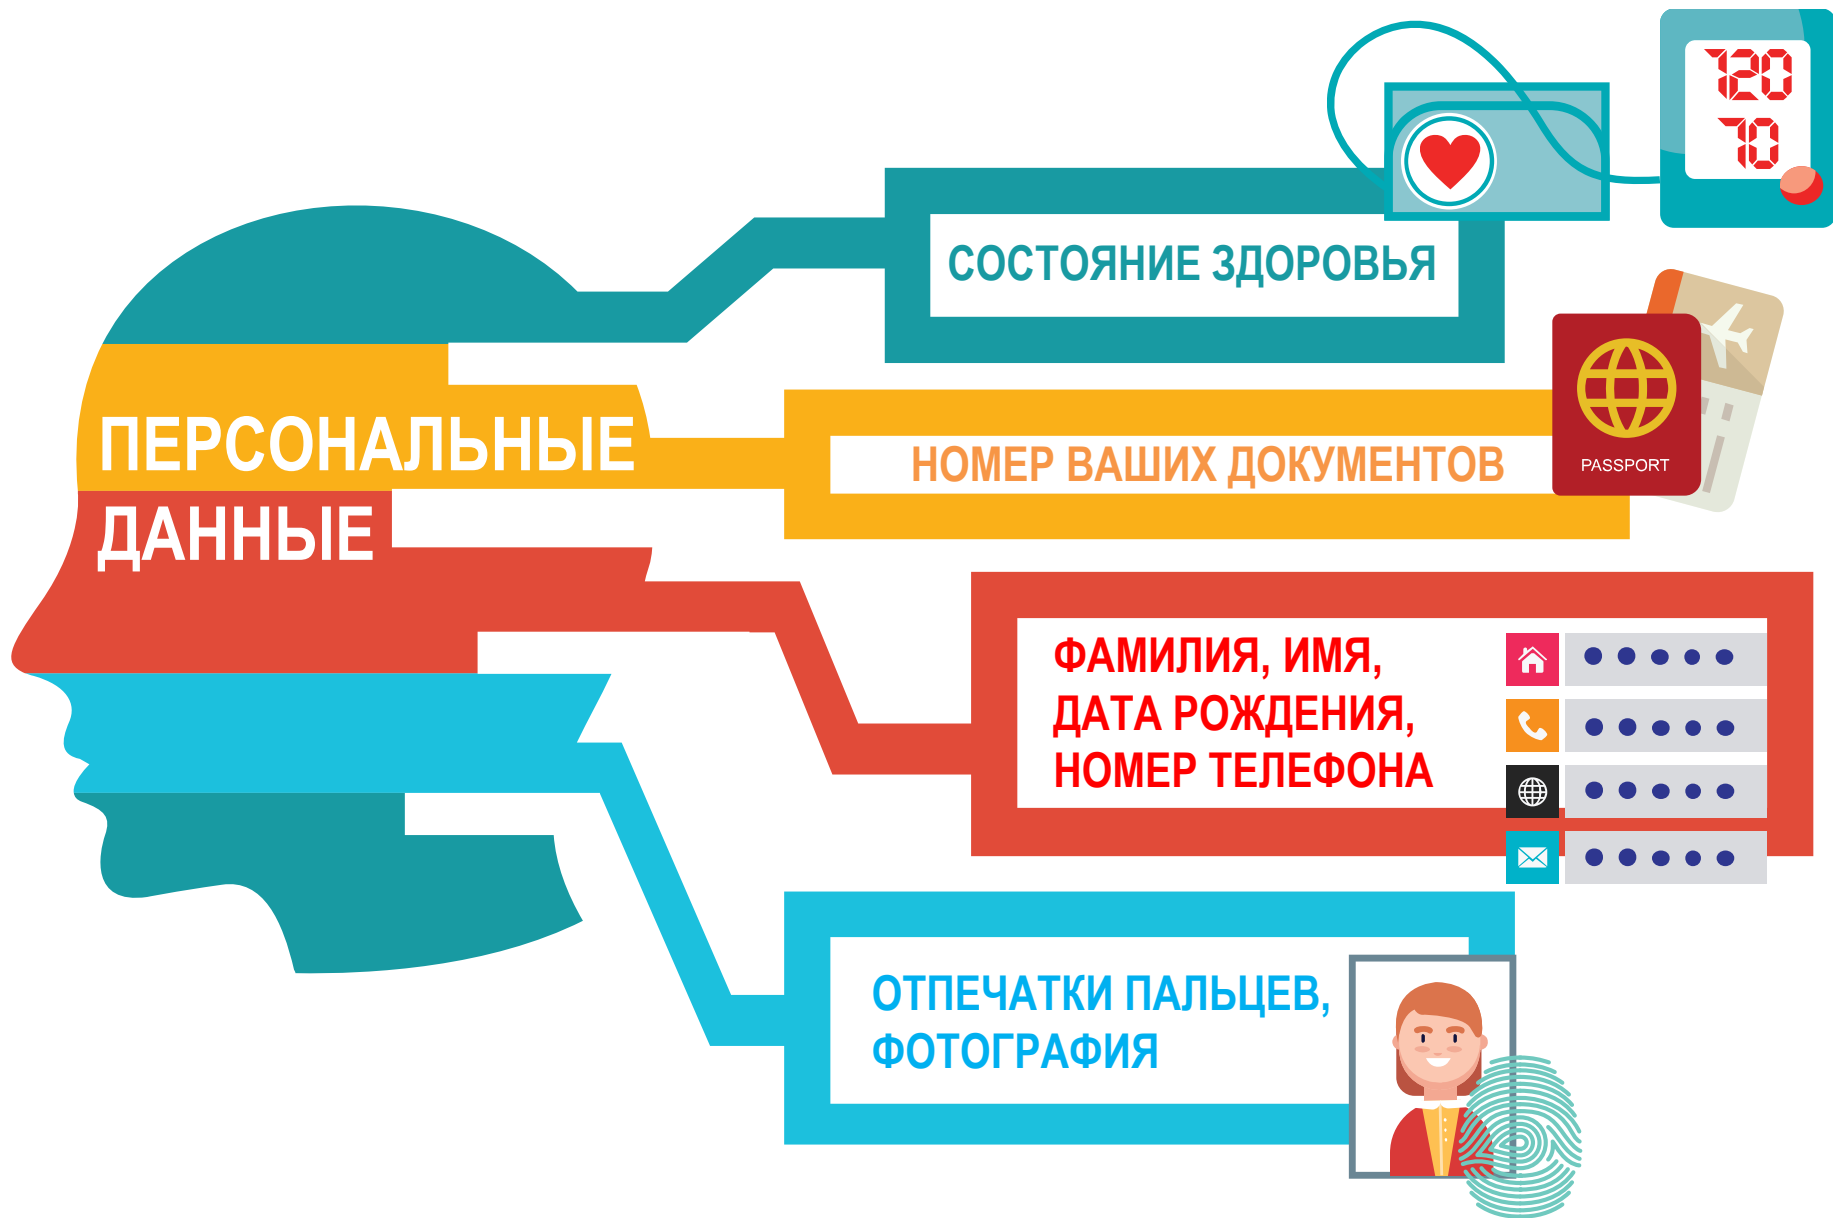 120
70
СОСТОЯНИЕ ЗДОРОВЬЯ
ПЕРСОНАЛЬНЫЕ
ДАННЫЕ
НОМЕР ВАШИХ ДОКУМЕНТОВ
PASSPORT
ФАМИЛИЯ, ИМЯ,
ДАТА РОЖДЕНИЯ,
НОМЕР ТЕЛЕФОНА
ОТПЕЧАТКИ ПАЛЬЦЕВ,
ФОТОГРАФИЯ